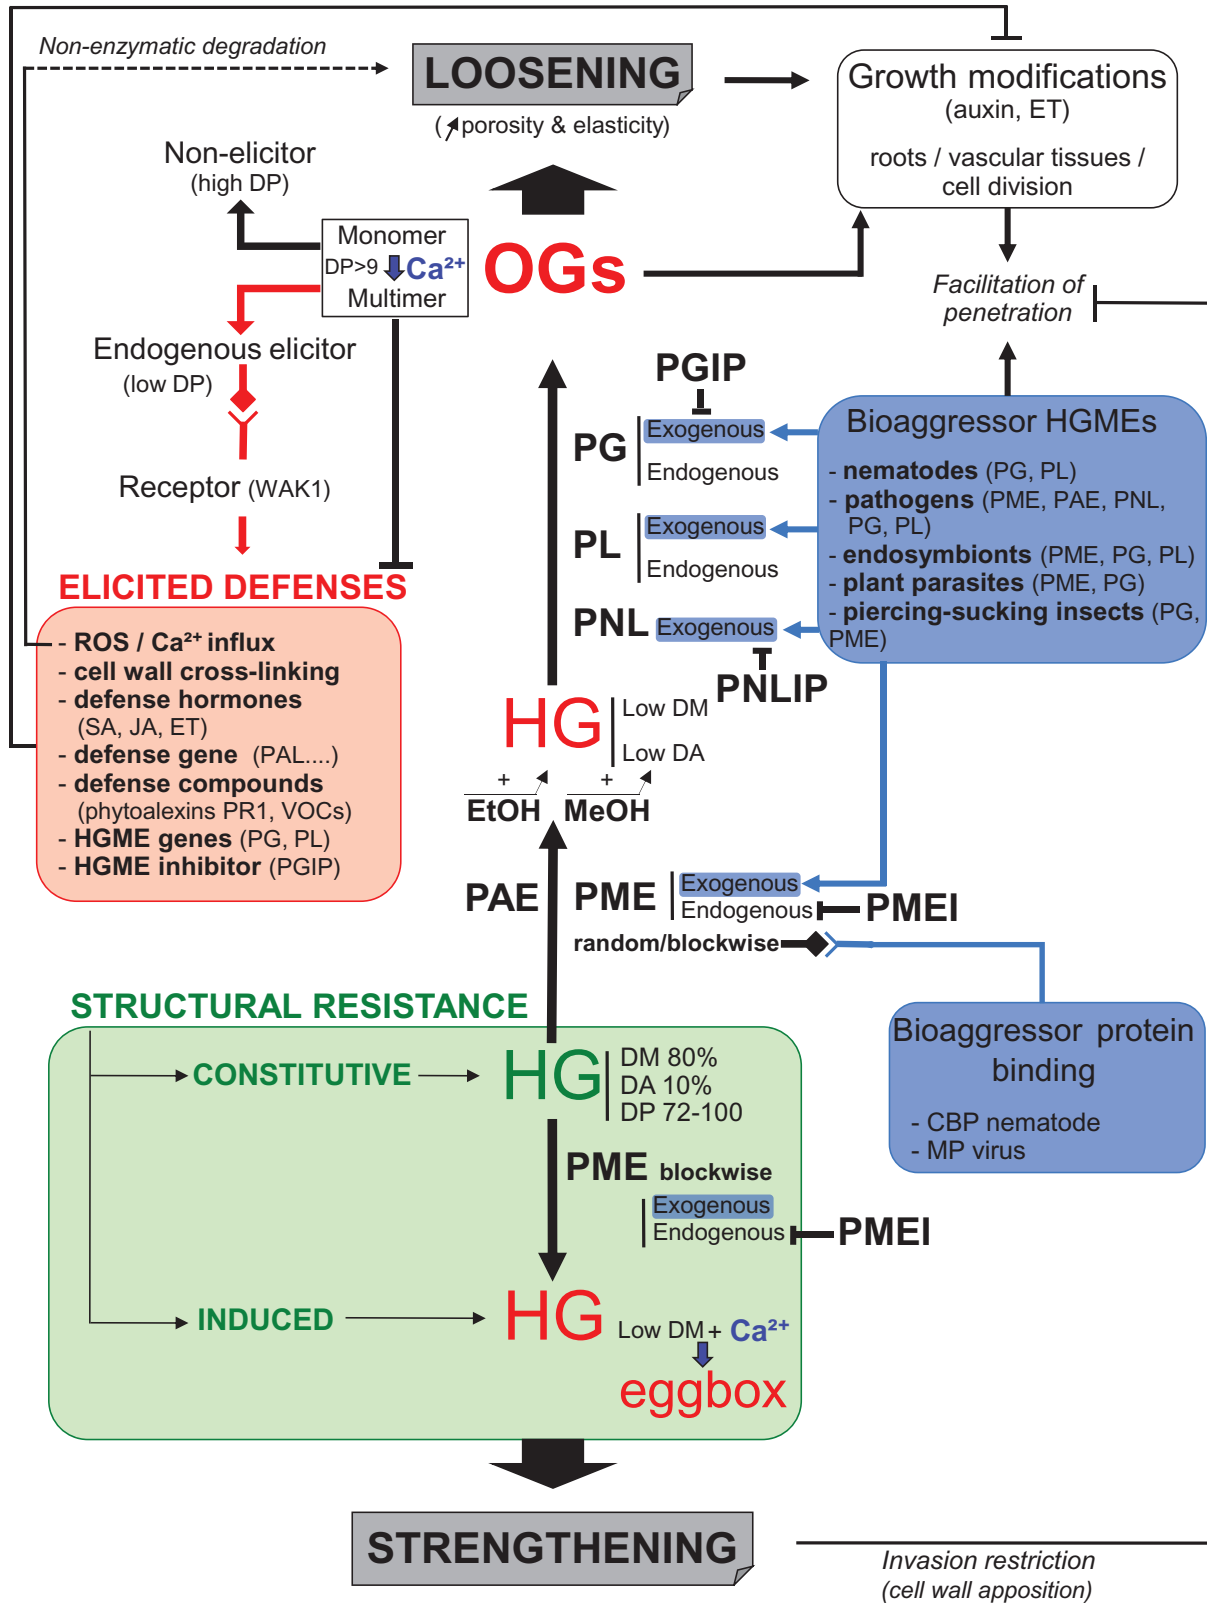 Non-enzymatic degradation
LOOSENING
(↗porosity & elasticity)
Growth modifications
(auxin, ET)
roots / vascular tissues /
cell division
Non-elicitor
(high DP)
Monomer
DP>9 Ca²⁺
Multimer
OGs
Facilitation of
penetration
Endogenous elicitor
(low DP)
Receptor (WAK1)
PGIP
PG
Exogenous
Endogenous
PL
Exogenous
Endogenous
PNL Exogenous
PNLIP
Bioaggressor HGMEs
- nematodes (PG, PL)
- pathogens (PME, PAE, PNL,
PG, PL)
- endosymbionts (PME, PG, PL)
- plant parasites (PME, PG)
- piercing-sucking insects (PG,
PME)
ELICITED DEFENSES
- ROS / Ca²⁺ influx
- cell wall cross-linking
- defense hormones
(SA, JA, ET)
- defense gene (PAL....)
- defense compounds
(phytoalexins PR1, VOCs)
- HGME genes (PG, PL)
- HGME inhibitor (PGIP)
HG
Low DM
Low DA
+ +
EtOH MeOH
PAE
PME
Exogenous
Endogenous
PMEI
random/blockwise
STRUCTURAL RESISTANCE
CONSTITUTIVE
HG
DM 80%
DA 10%
DP 72-100
Bioaggressor protein
binding
- CBP nematode
- MP virus
PME blockwise
Exogenous
Endogenous
PMEI
INDUCED
HG
Low DM + Ca²⁺
eggbox
STRENGTHENING
Invasion restriction
(cell wall apposition)